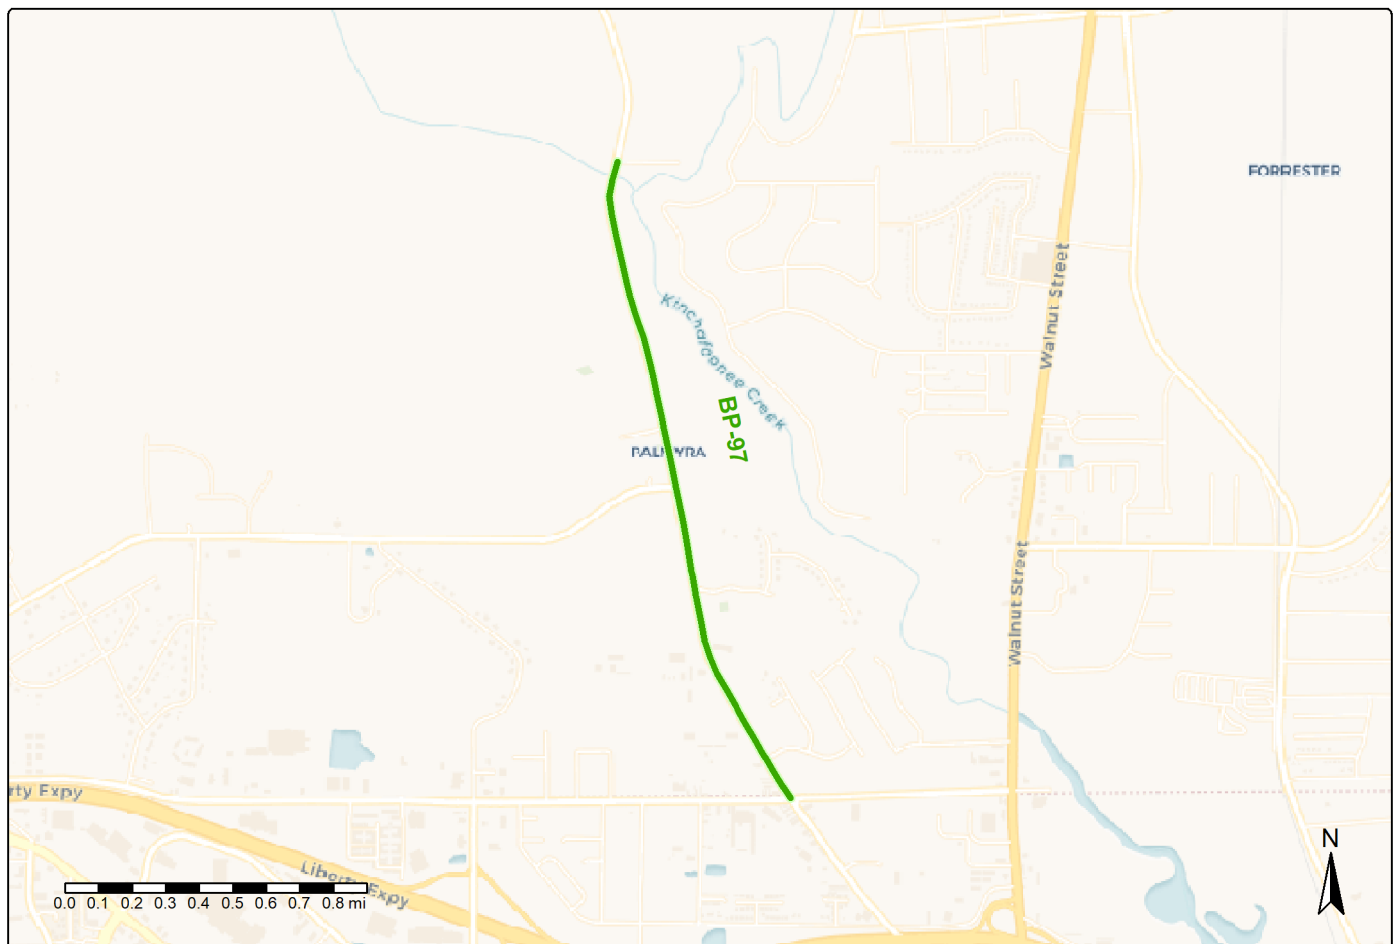 FORRESTER
Walnut Street
Kinchafoonee Creek
BP-97
PALMYRA
Walnut Street
rty Expy
Liberty Expy
N
0.0 0.1 0.2 0.3 0.4 0.5 0.6 0.7 0.8 mi